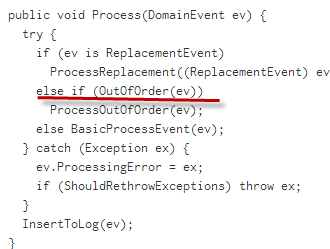 public void Process(DomainEvent ev) {
try {
if (ev is ReplacementEvent)
ProcessReplacement((ReplacementEvent) ev
else if (OutOfOrder(ev))
ProcessOutOfOrder(ev);
else BasicProcessEvent(ev);
} catch (Exception ex) {
ev.ProcessingError = ex;
if (ShouldRethrowExceptions) throw ex;
}
InsertToLog(ev);
}